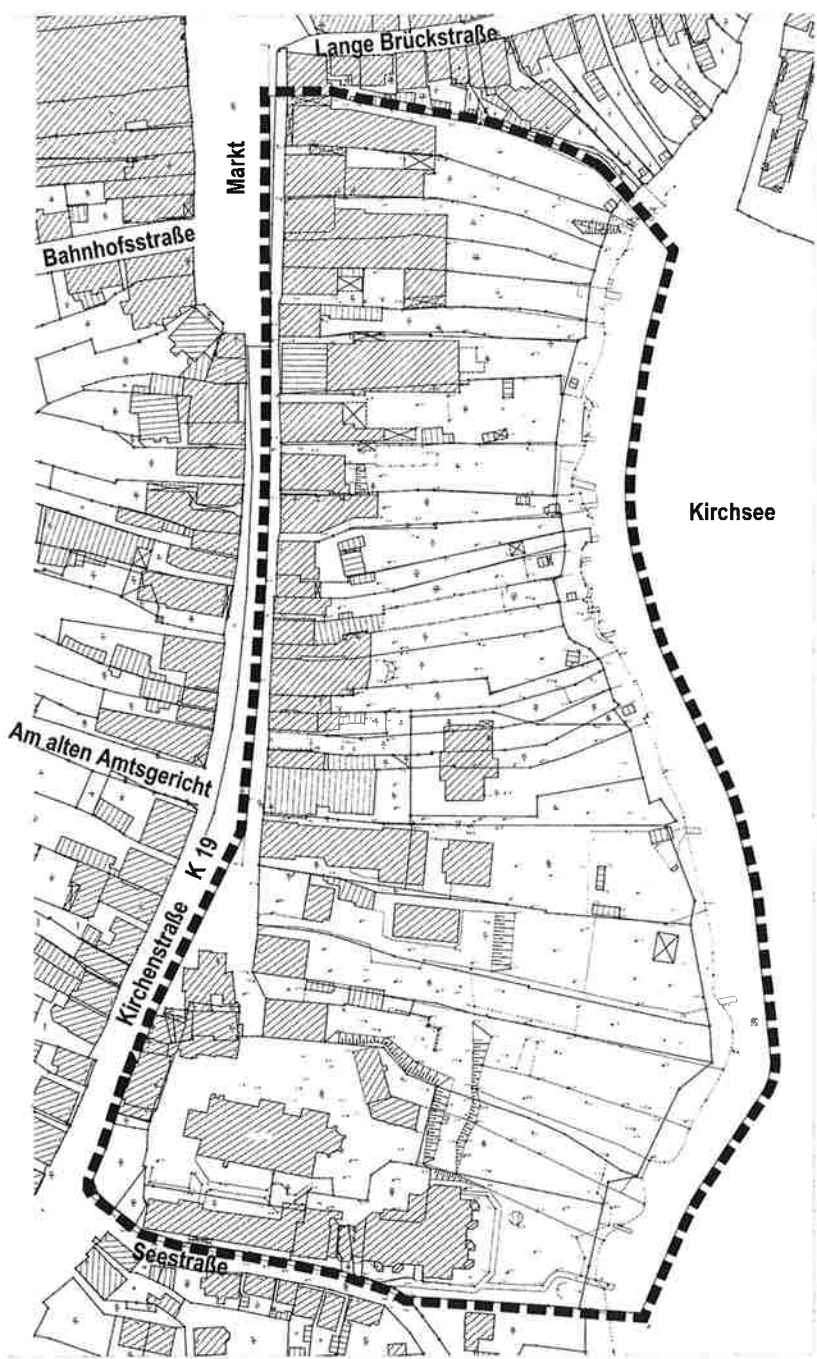 Lange Brückstraße
Markt
Bahnhofsstraße
Kirchsee
Am alten Amtsgericht
K 19
Kirchenstraße
Seestraße